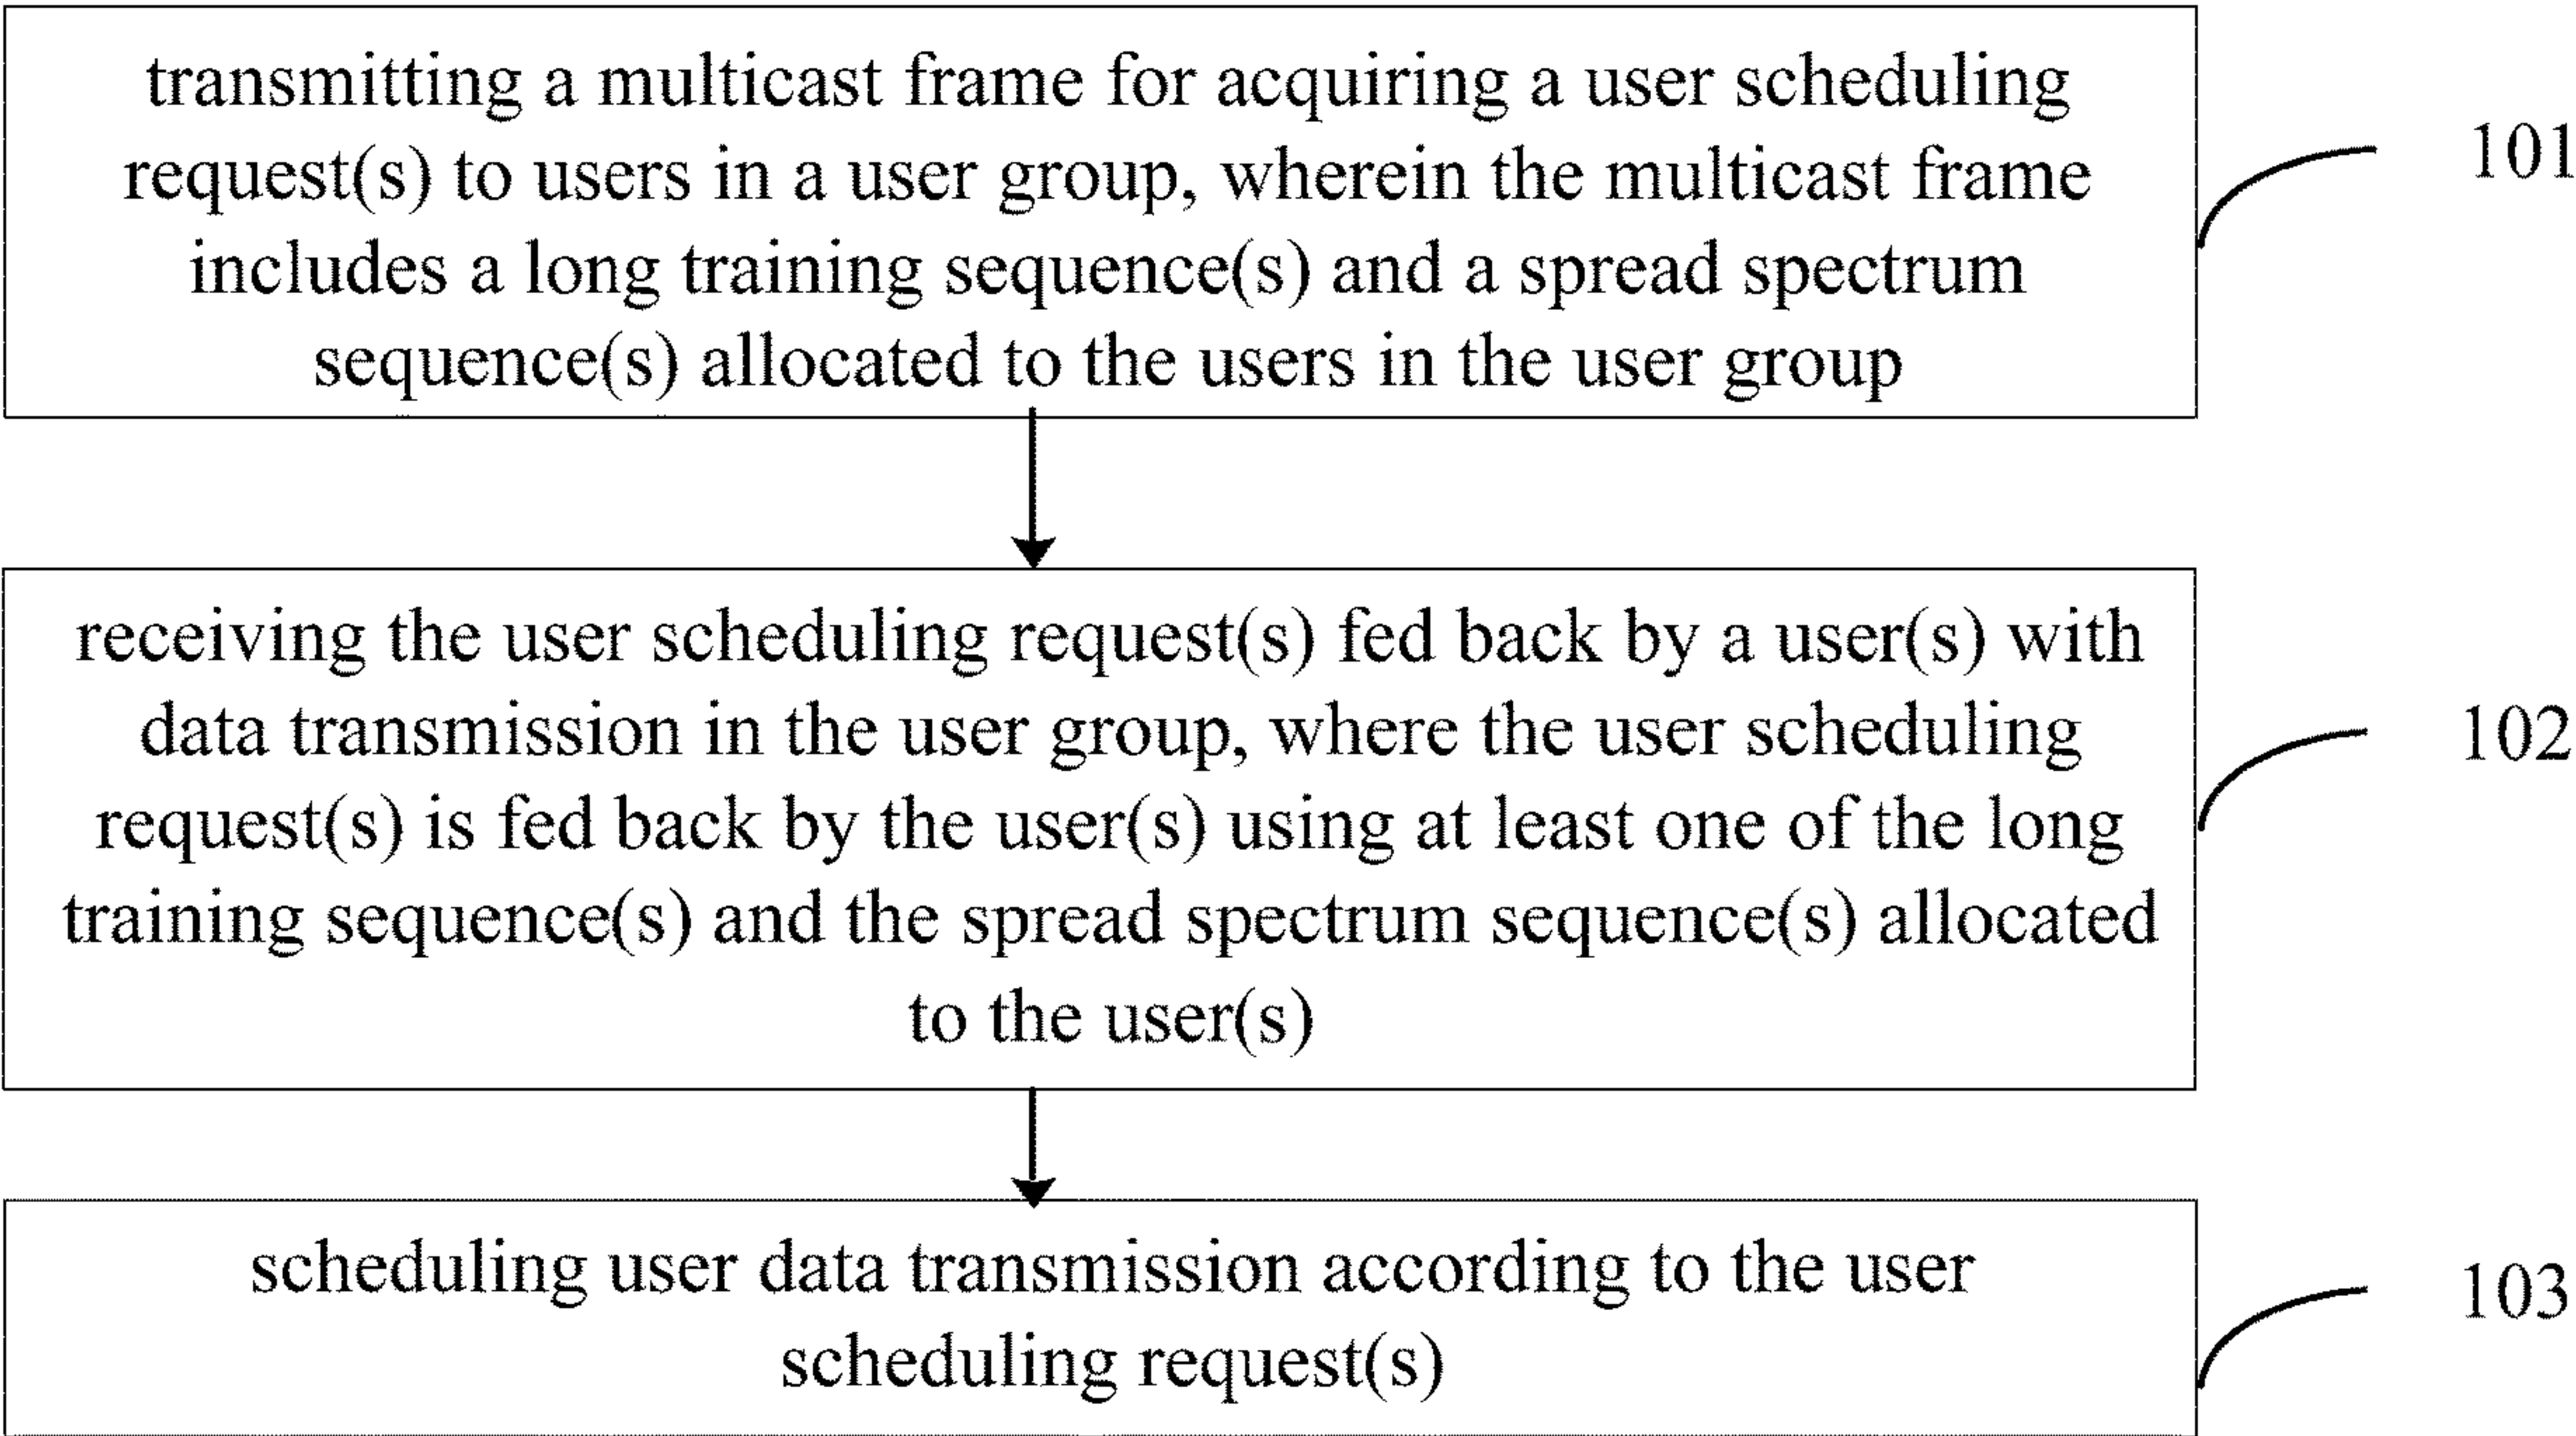 transmitting a multicast frame for acquiring a user scheduling
request(s) to users in a user group, wherein the multicast frame
includes a long training sequence(s) and a spread spectrum
sequence(s) allocated to the users in the user group
101
receiving the user scheduling request(s) fed back by a user(s) with
data transmission in the user group, where the user scheduling
request(s) is fed back by the user(s) using at least one of the long
training sequence(s) and the spread spectrum sequence(s) allocated
to the user(s)
102
scheduling user data transmission according to the user
scheduling request(s)
103